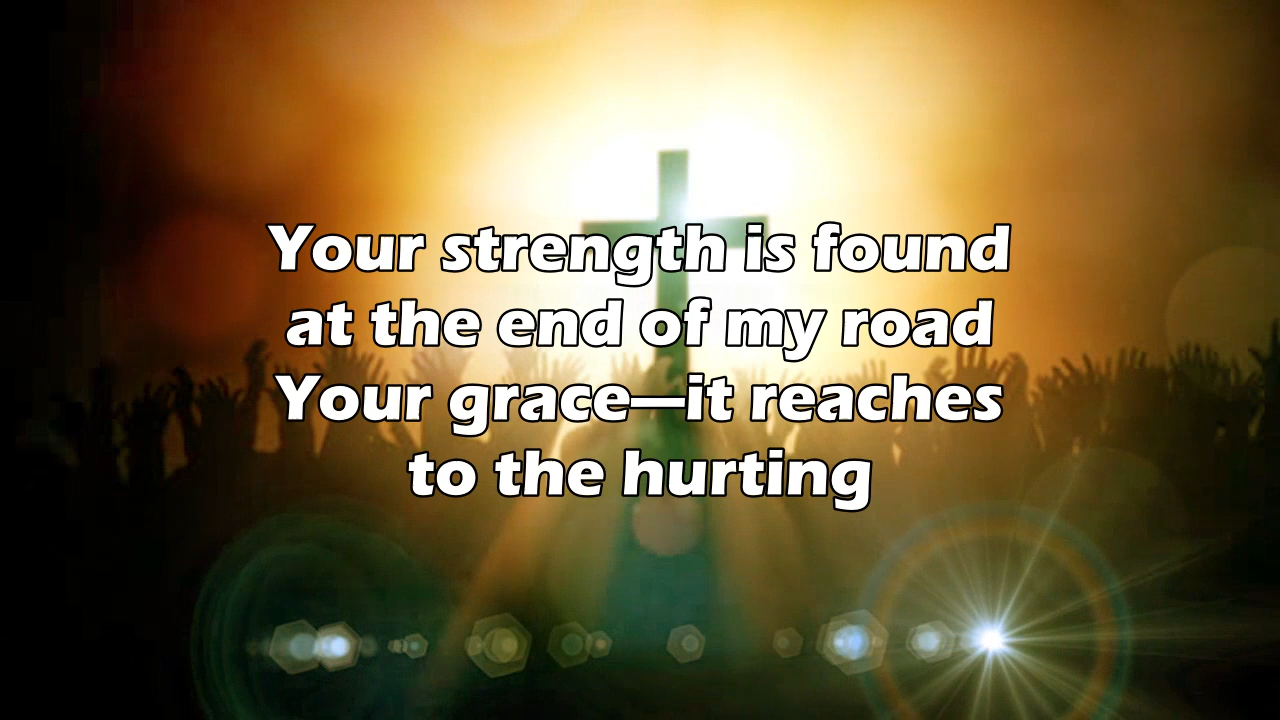 Your strength is found
at the end of my road
Your grace—it reaches
to the hurting